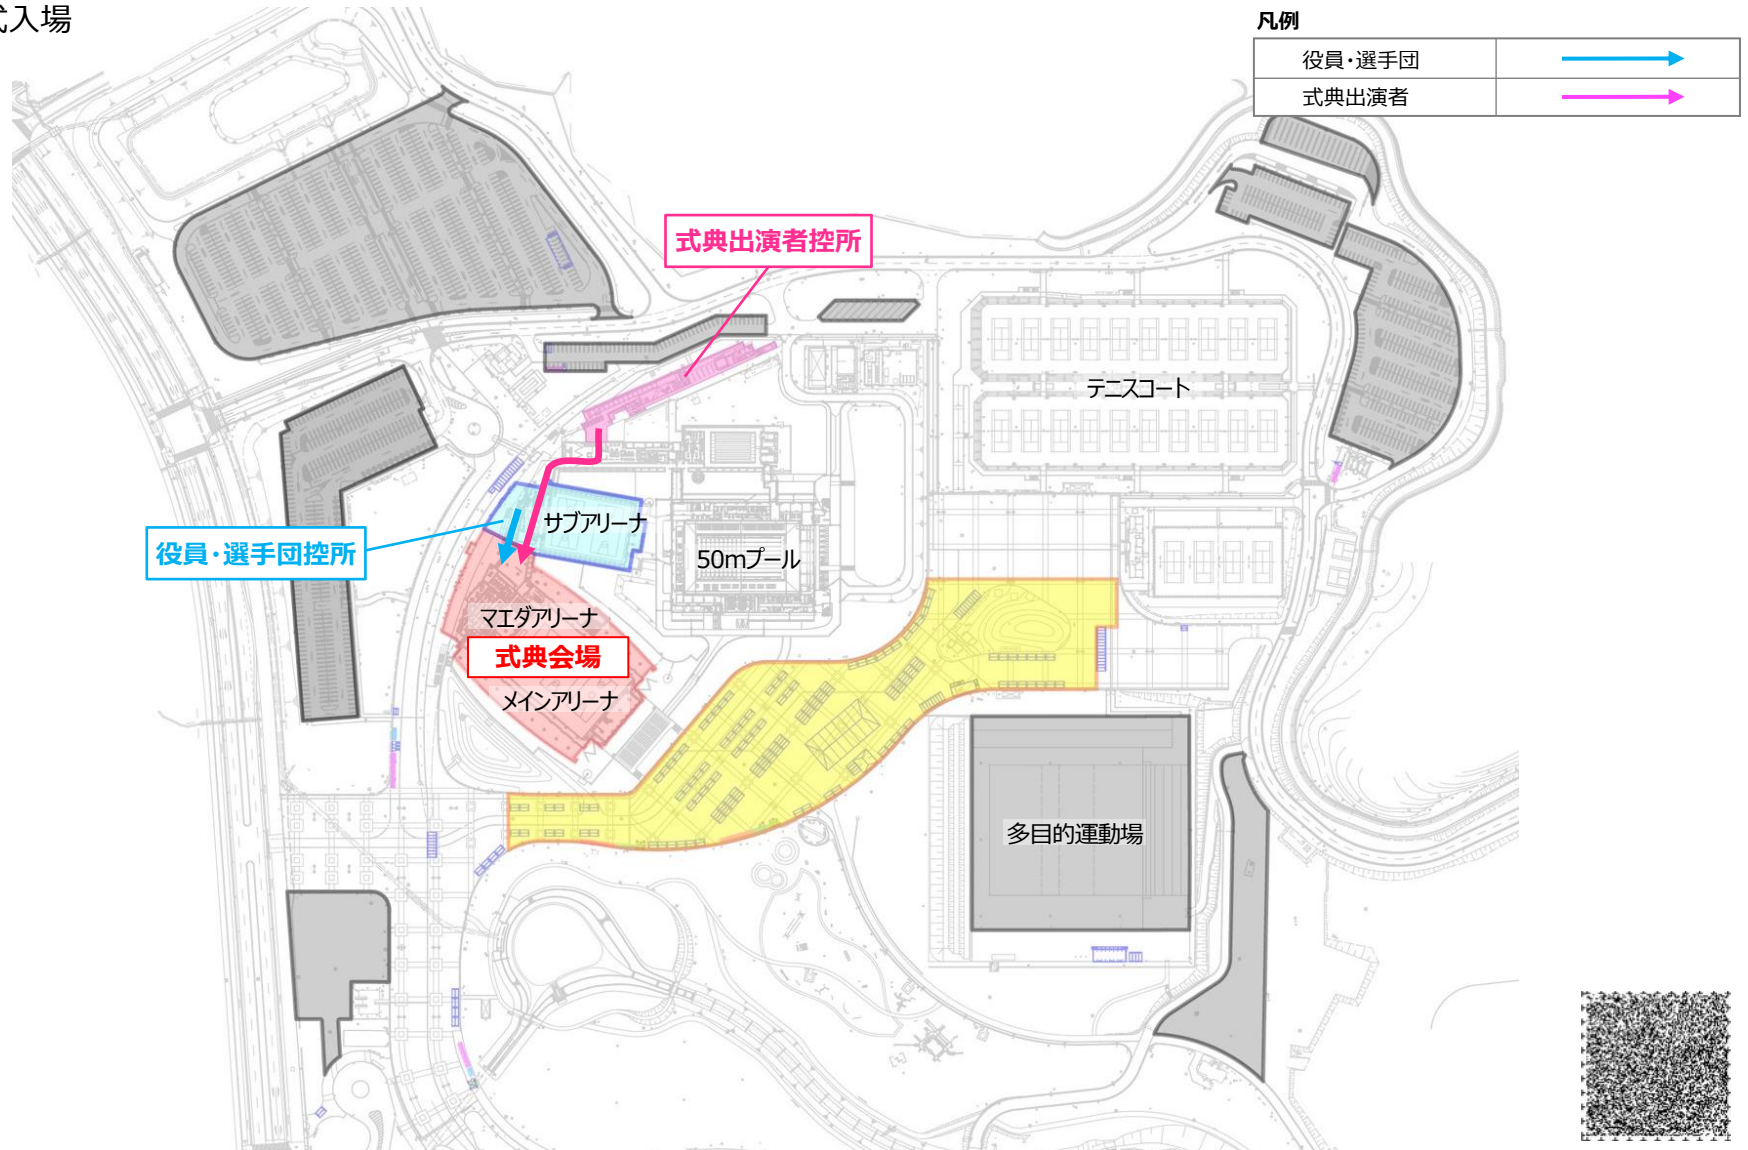 式入場
凡例
役員・選手団
式典出演者
式典出演者控所
テニスコート
サブアリーナ
役員・選手団控所
50mプール
マエダアリーナ
式典会場
メインアリーナ
多目的運動場